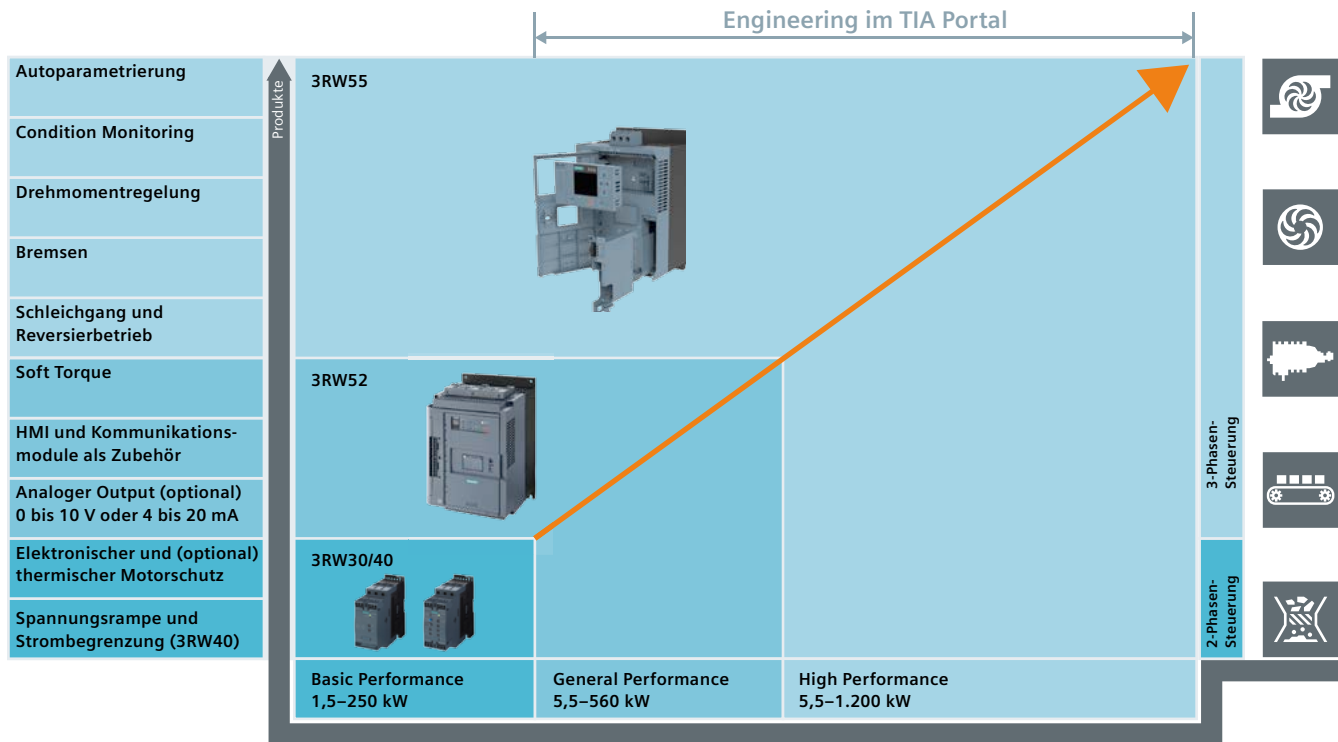 Engineering im TIA Portal
Autoparametrierung
Condition Monitoring
Drehmomentregelung
Bremsen
Schleichgang und
Reversierbetrieb
Soft Torque
HMI und Kommunikations-
module als Zubehör
Analoger Output (optional)
0 bis 10 V oder 4 bis 20 mA
Elektronischer und (optional)
thermischer Motorschutz
Spannungsrampe und
Strombegrenzung (3RW40)
Produkte
3RW55
3RW52
3RW30/40
Basic Performance
1,5–250 kW
General Performance
5,5–560 kW
High Performance
5,5–1.200 kW
3-Phasen-
Steuerung
2-Phasen-
Steuerung